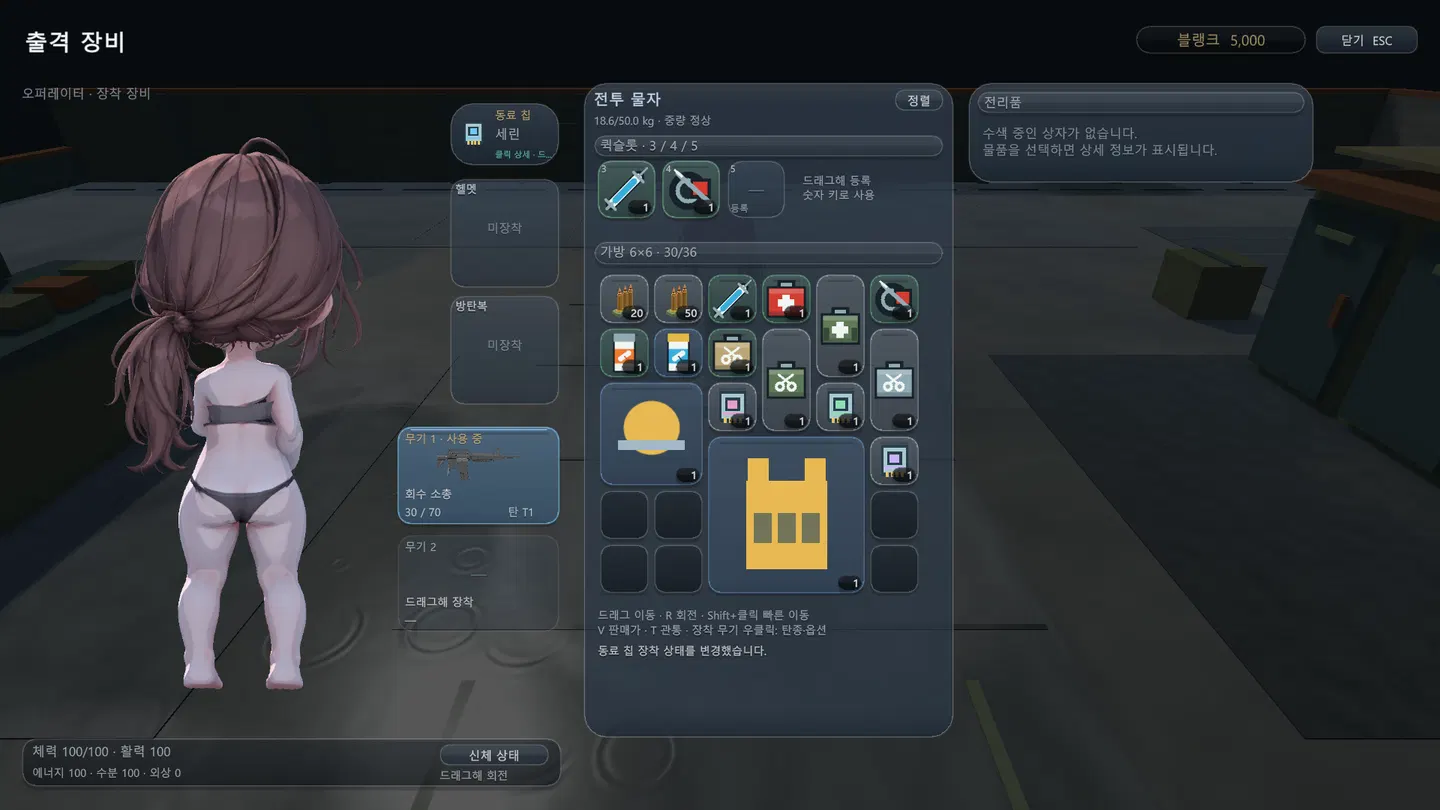 출격 장비
블랭크 5,000
닫기 ESC
오퍼레이터 · 장착 장비
동료 칩
세린
클릭 상세 · 드...
헬멧
미장착
방탄복
미장착
무기 1 · 사용 중
회수 소총
30 / 70
탄 T1
무기 2
—
드래그해 장착
—
전투 물자
정렬
18.6/50.0 kg · 중량 정상
퀵슬롯 · 3 / 4 / 5
3
1
4
1
5
—
등록
드래그해 등록
숫자 키로 사용
가방 6×6 · 30/36
20
50
1
1
1
1
1
1
1
1
1
1
1
1
1
1
드래그 이동 · R 회전 · Shift+클릭 빠른 이동
V 판매가 · T 관통 · 장착 무기 우클릭: 탄종·옵션
동료 칩 장착 상태를 변경했습니다.
전리품
수색 중인 상자가 없습니다.
물품을 선택하면 상세 정보가 표시됩니다.
체력 100/100 · 활력 100
에너지 100 · 수분 100 · 외상 0
신체 상태
드래그해 회전